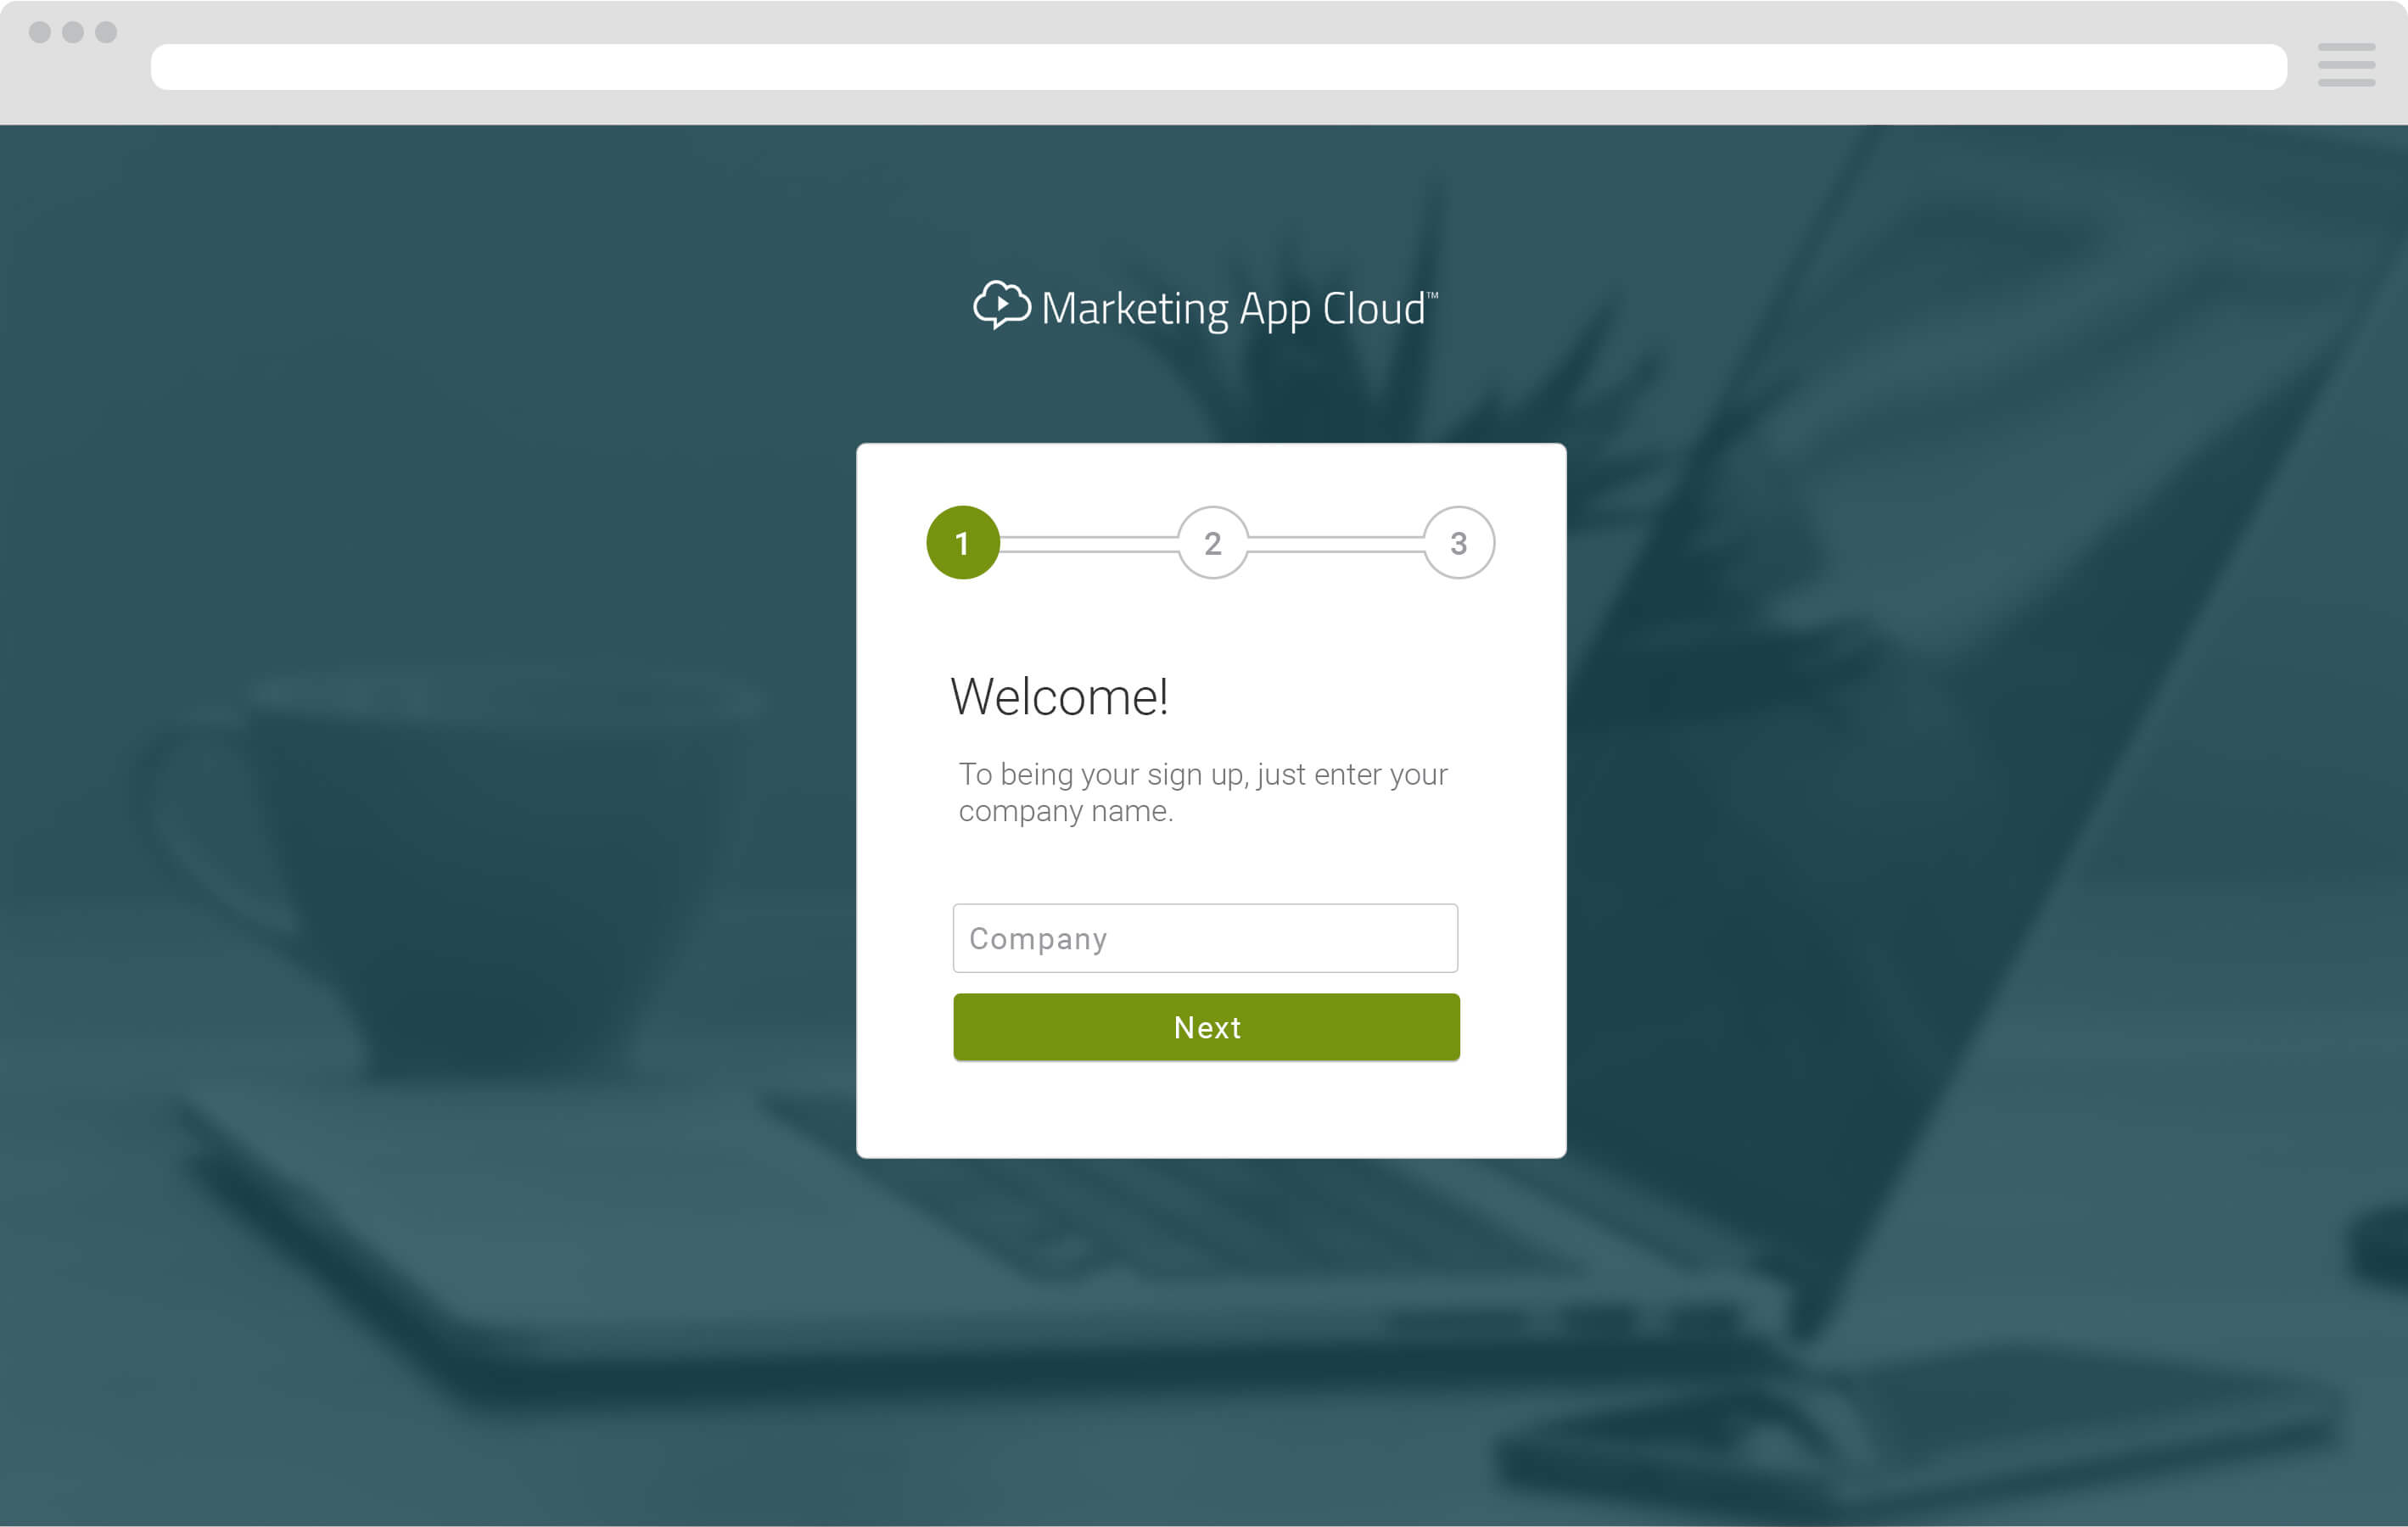 Marketing App Cloud™
1 2 3
Welcome!
To being your sign up, just enter your
company name.
Company
Next